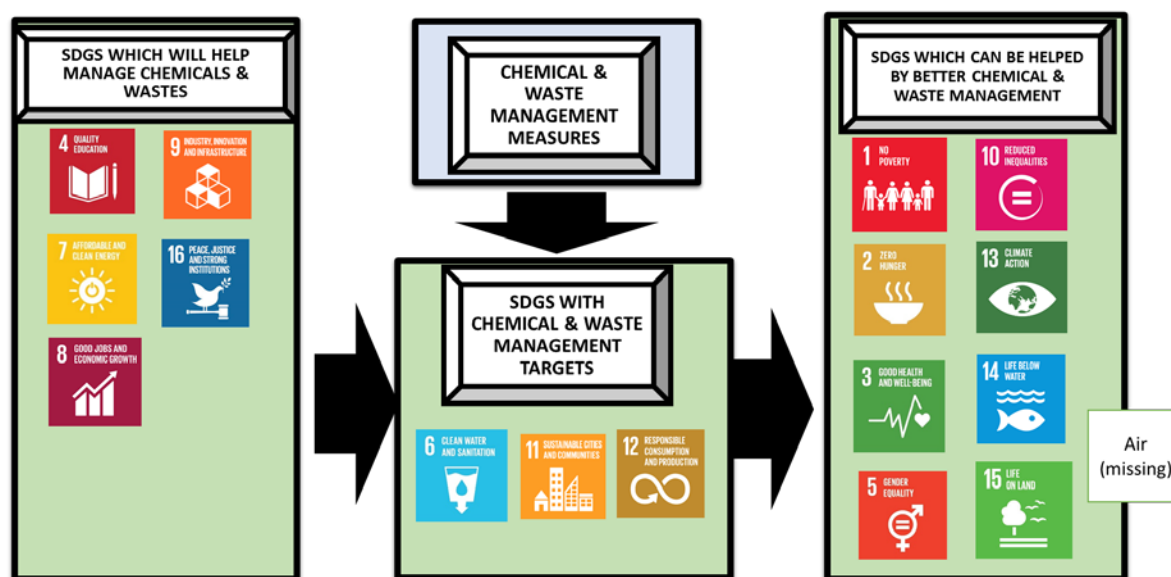 SDGS WHICH WILL HELP
MANAGE CHEMICALS &
WASTES
4 QUALITY
EDUCATION
9 INDUSTRY, INNOVATION
AND INFRASTRUCTURE
7 AFFORDABLE AND
CLEAN ENERGY
16 PEACE, JUSTICE
AND STRONG
INSTITUTIONS
8 GOOD JOBS AND
ECONOMIC GROWTH
CHEMICAL &
WASTE
MANAGEMENT
MEASURES
SDGS WITH
CHEMICAL & WASTE
MANAGEMENT
TARGETS
6 CLEAN WATER
AND SANITATION
11 SUSTAINABLE CITIES
AND COMMUNITIES
12 RESPONSIBLE
CONSUMPTION
AND PRODUCTION
SDGS WHICH CAN BE HELPED
BY BETTER CHEMICAL &
WASTE MANAGEMENT
1 NO
POVERTY
10 REDUCED
INEQUALITIES
2 ZERO
HUNGER
13 CLIMATE
ACTION
3 GOOD HEALTH
AND WELL-BEING
14 LIFE BELOW
WATER
5 GENDER
EQUALITY
15 LIFE
ON LAND
Air
(missing)